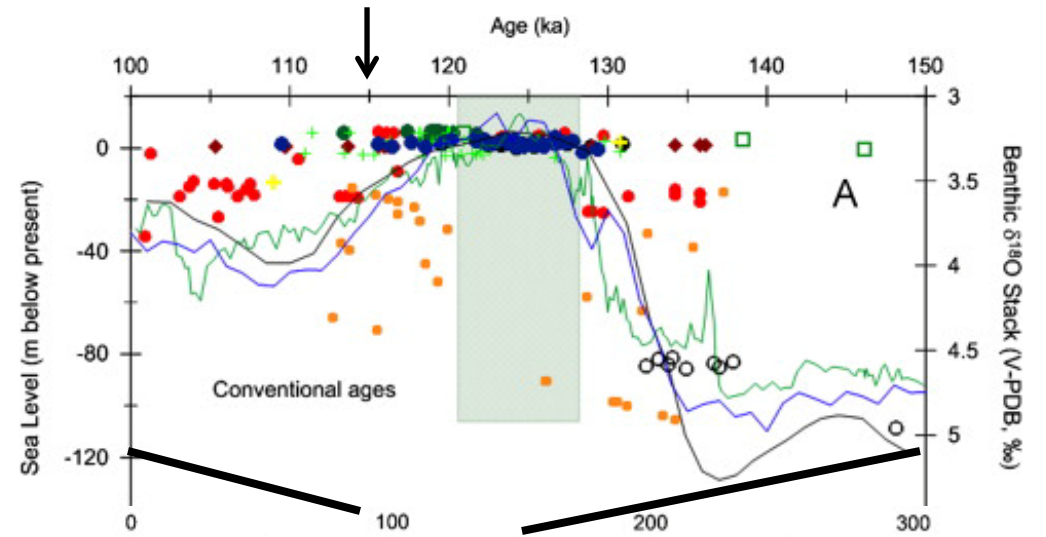 Age (ka)
100 110 120 130 140 150
3
0
-40
-80
-120
3.5
4
4.5
5
A
Conventional ages
Sea Level (m below present)
Benthic δ18O Stack (V-PDB, ‰)
0 100 200 300